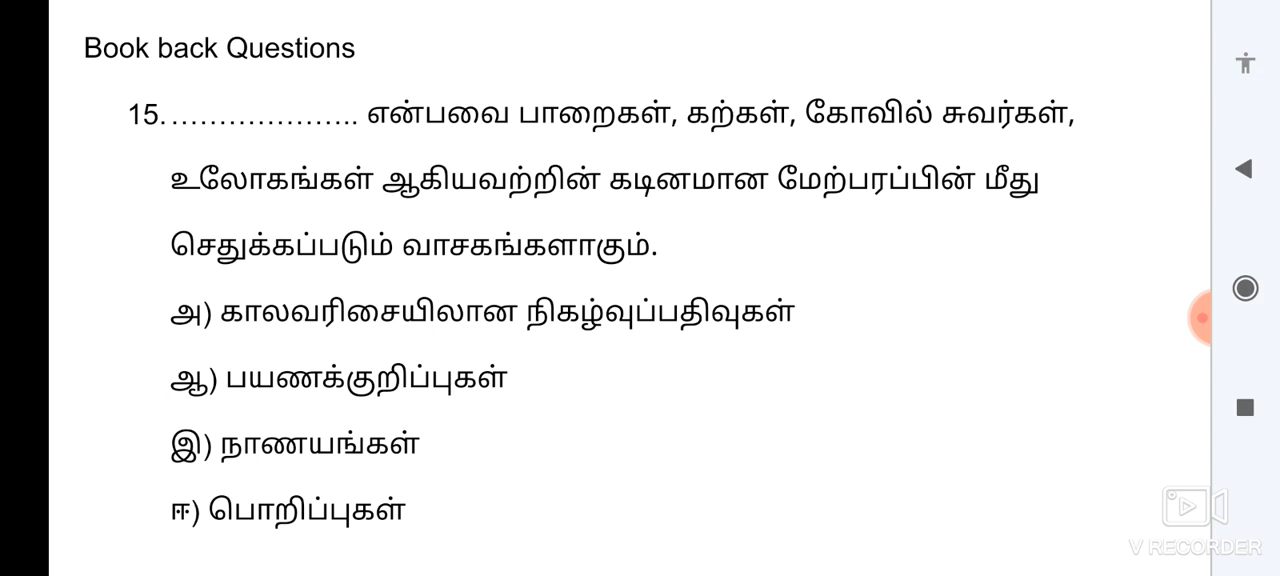 Book back Questions
15. ……………….. என்பவை பாறைகள், கற்கள், கோவில் சுவர்கள்,
உலோகங்கள் ஆகியவற்றின் கடினமான மேற்பரப்பின் மீது
செதுக்கப்படும் வாசகங்களாகும்.
அ) காலவரிசையிலான நிகழ்வுப்பதிவுகள்
ஆ) பயணக்குறிப்புகள்
இ) நாணயங்கள்
ஈ) பொறிப்புகள்
V RECORDER